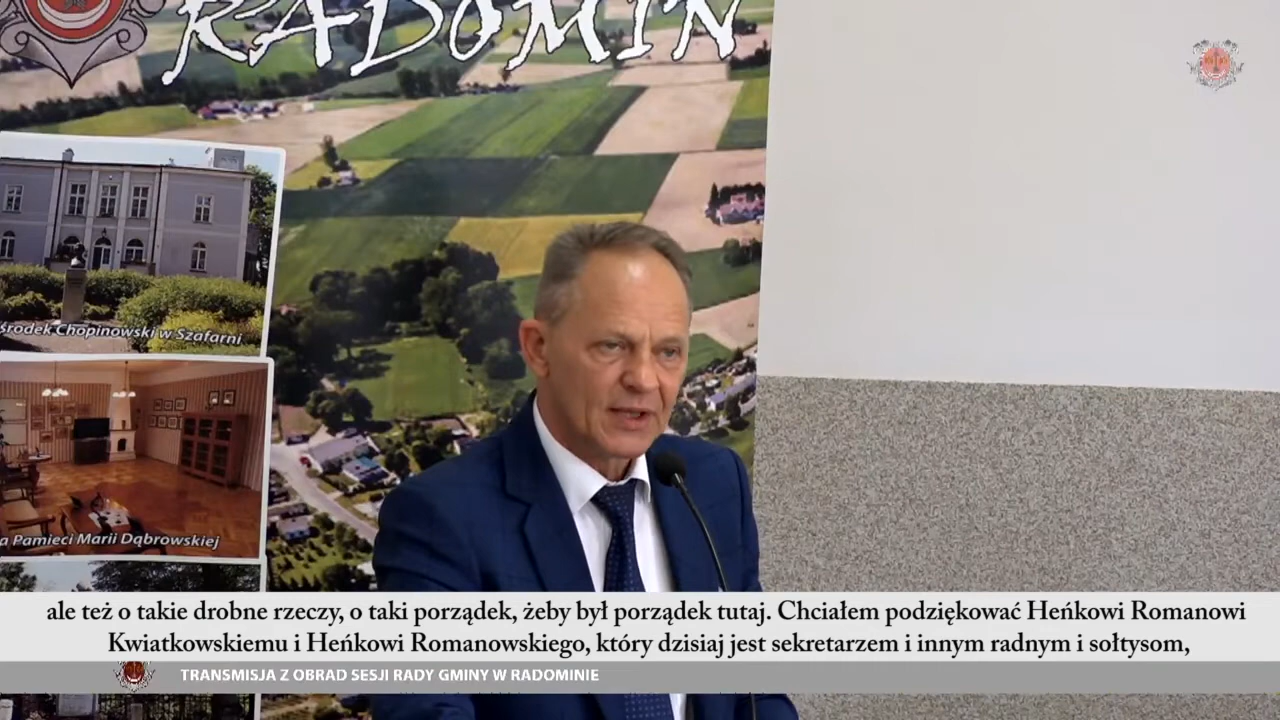 RADOMIN
środek Chopinowski w Szafarni
a Pamięci Marii Dąbrowskiej
ale też o takie drobne rzeczy, o taki porządek, żeby był porządek tutaj. Chciałem podziękować Heńkowi Romanowi
Kwiatkowskiemu i Heńkowi Romanowskiego, który dzisiaj jest sekretarzem i innym radnym i sołtysom,
TRANSMISJA Z OBRAD SESJI RADY GMINY W RADOMINIE